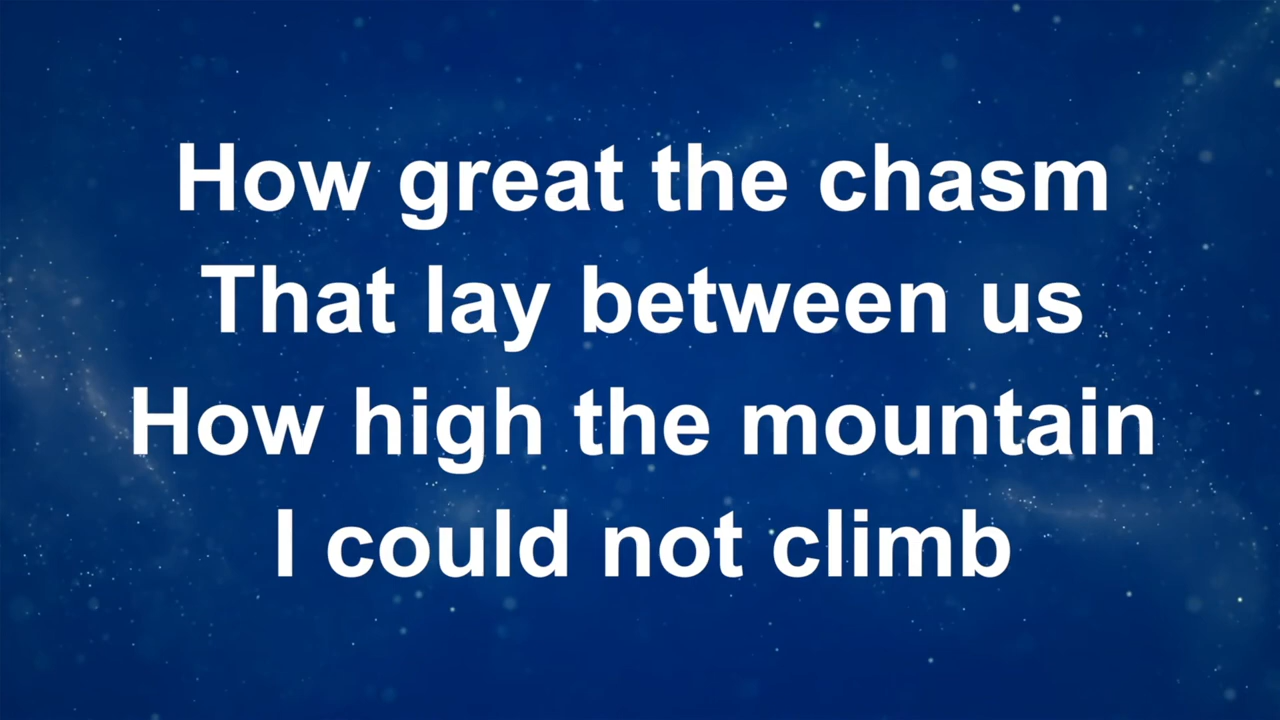 How great the chasm
That lay between us
How high the mountain
I could not climb